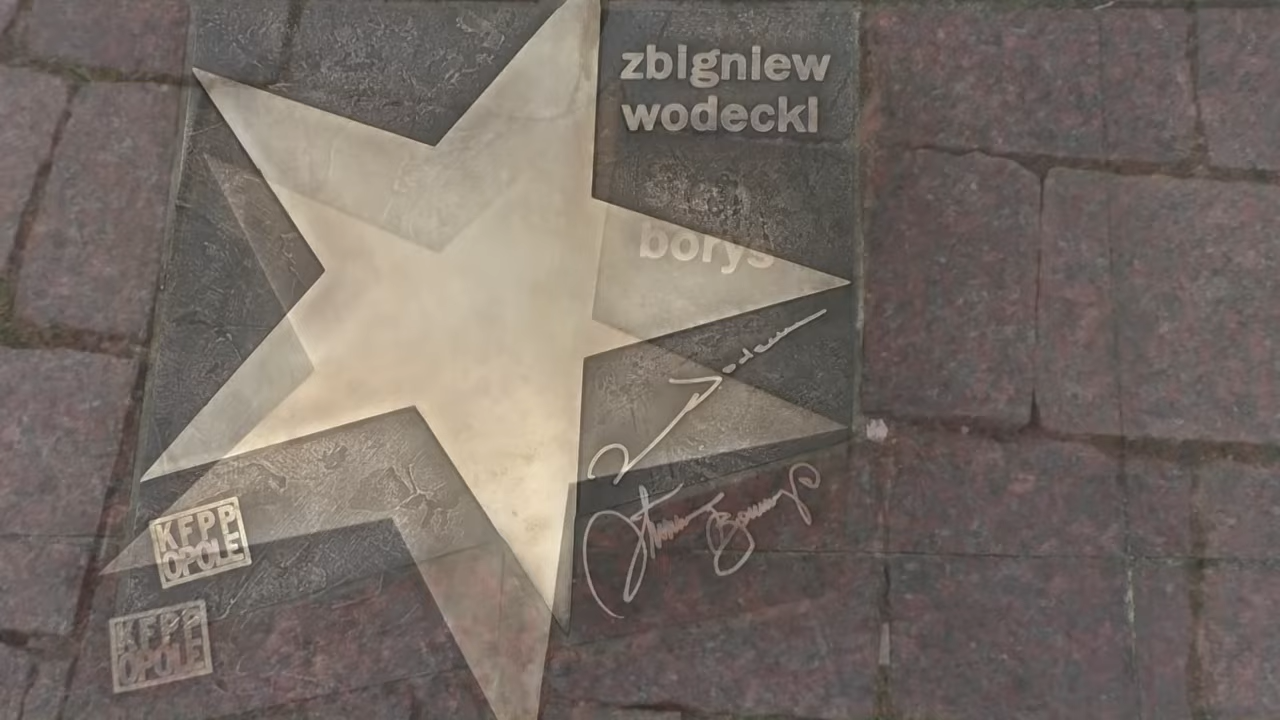 zbigniew
wodecki
borys
KFPP
OPOLE
KFPP
OPOLE